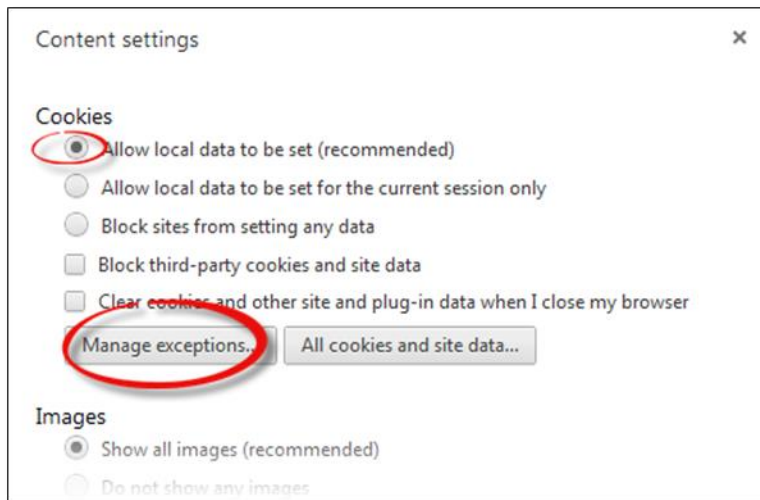 Content settings
Cookies
Allow local data to be set (recommended)
Allow local data to be set for the current session only
Block sites from setting any data
Block third-party cookies and site data
Clear cookies and other site and plug-in data when I close my browser
Manage exceptions... All cookies and site data...
Images
Show all images (recommended)
Do not show any images